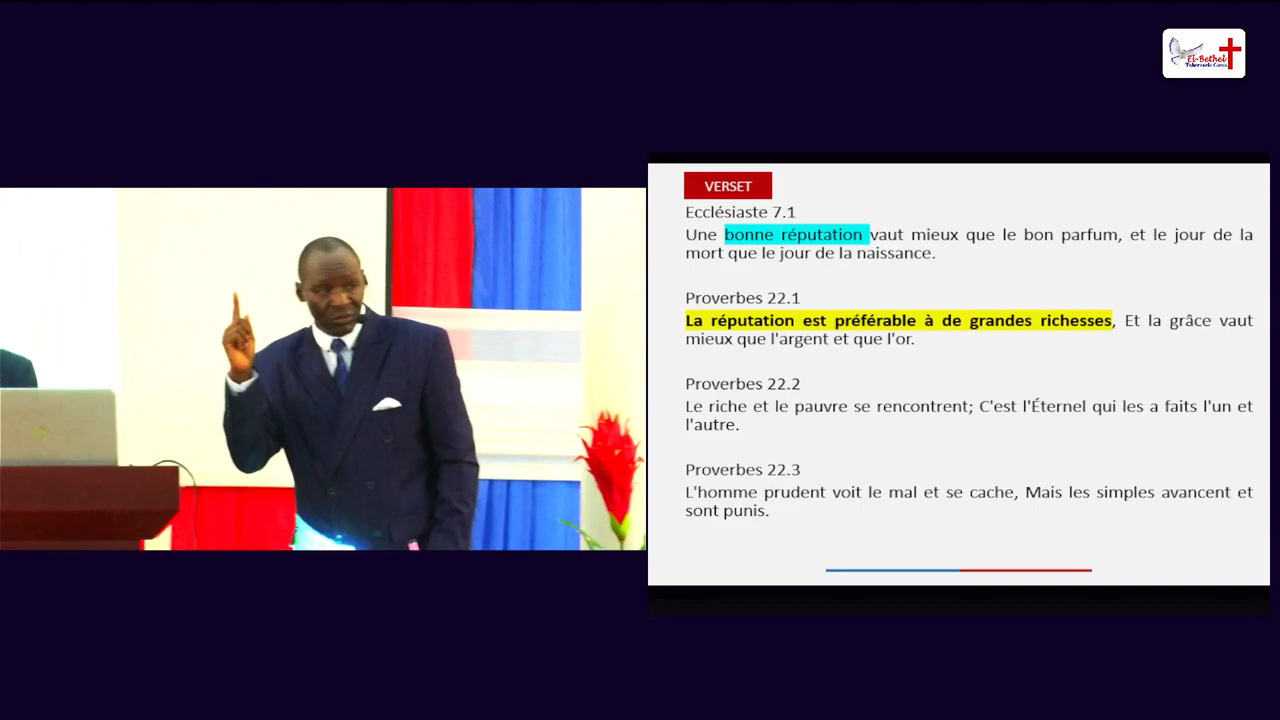 El-Bethel
VERSET
Ecclésiaste 7.1
Une bonne réputation vaut mieux que le bon parfum, et le jour de la
mort que le jour de la naissance.
Proverbes 22.1
La réputation est préférable à de grandes richesses, Et la grâce vaut
mieux que l'argent et que l'or.
Proverbes 22.2
Le riche et le pauvre se rencontrent; C'est l'Éternel qui les a faits l'un et
l'autre.
Proverbes 22.3
L'homme prudent voit le mal et se cache, Mais les simples avancent et
sont punis.